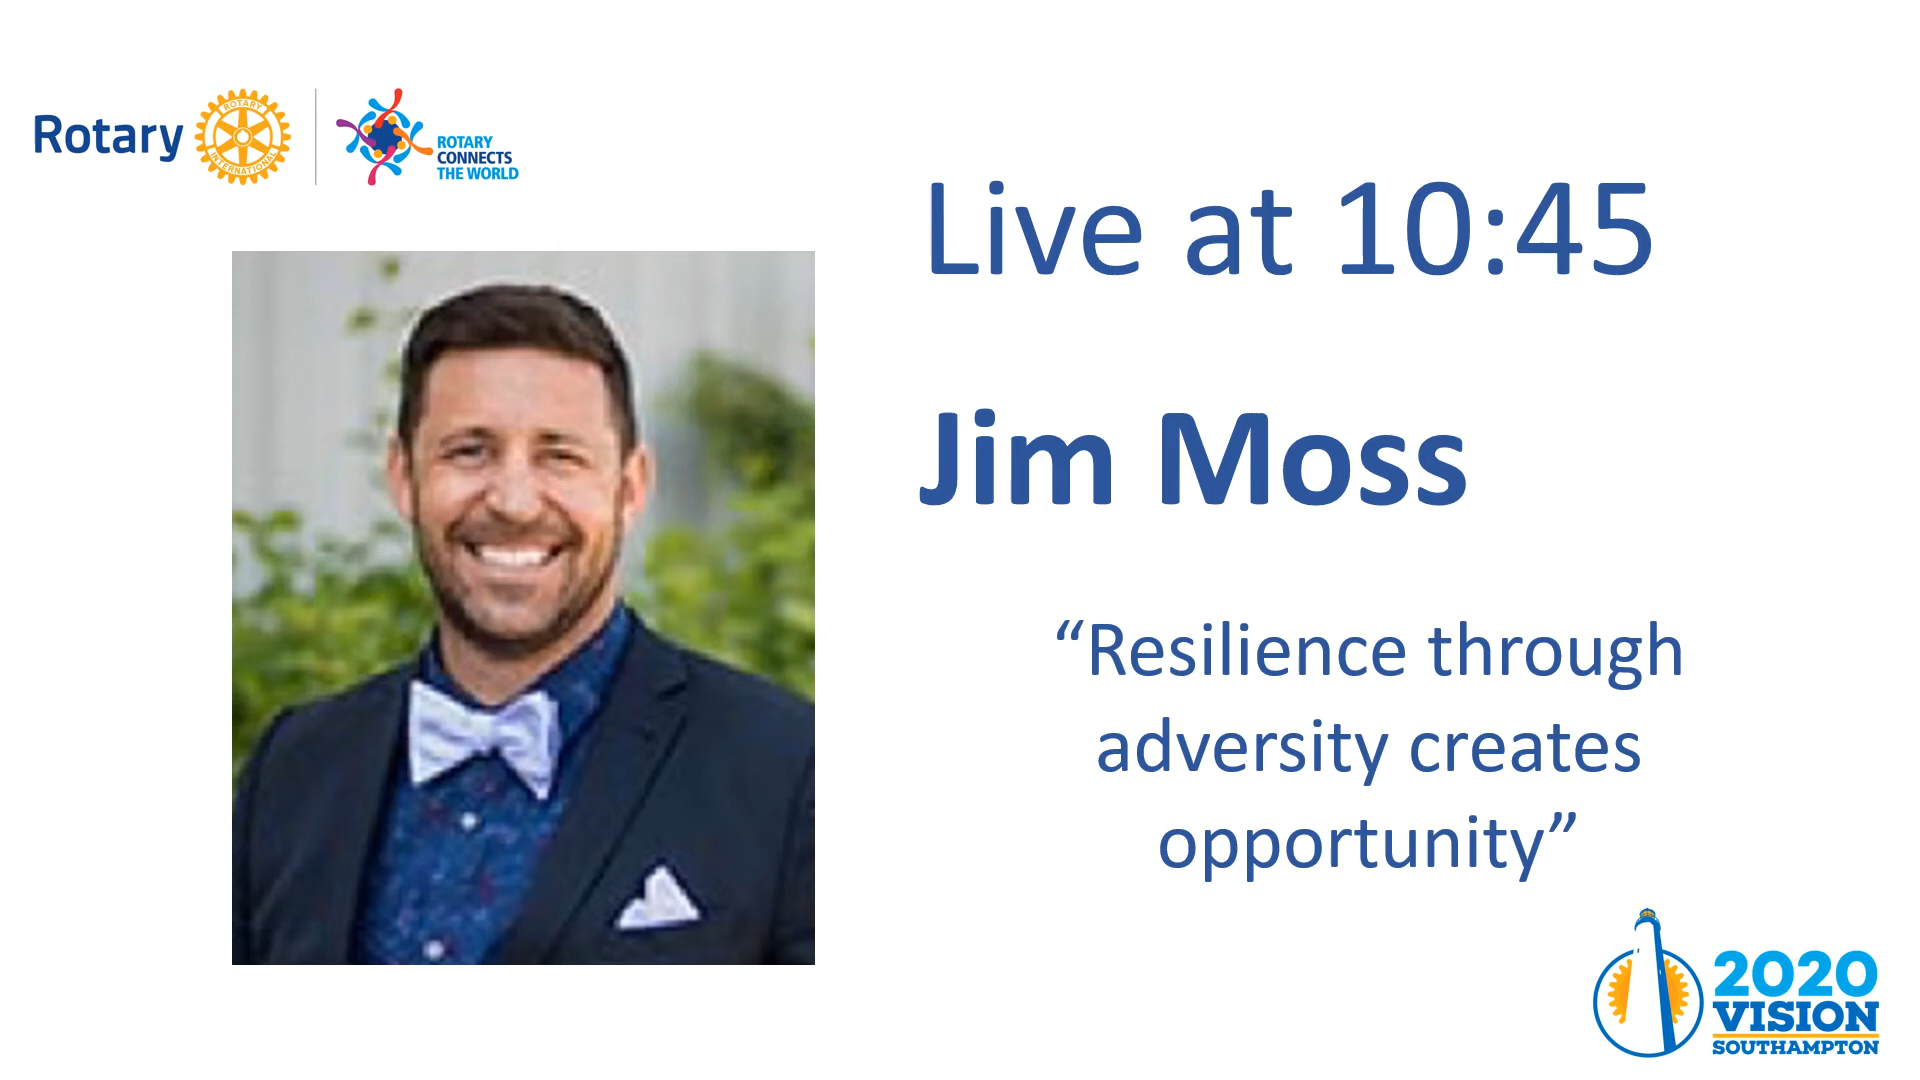 Rotary
ROTARY
INTERNATIONAL
ROTARY
CONNECTS
THE WORLD
Live at 10:45
Jim Moss
“Resilience through
adversity creates
opportunity”
2020
VISION
SOUTHAMPTON